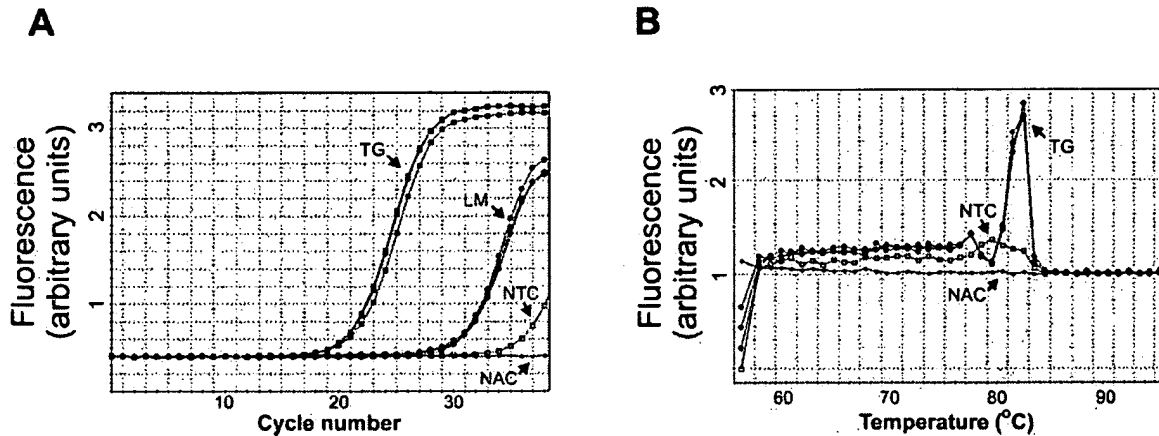 A
Fluorescence
(arbitrary units)
3
2
1
TG
LM
NTC
NAC
10
20
30
Cycle number
B
Fluorescence
(arbitrary units)
3
2
1
TG
NTC
NAC
60
70
80
90
Temperature (°C)